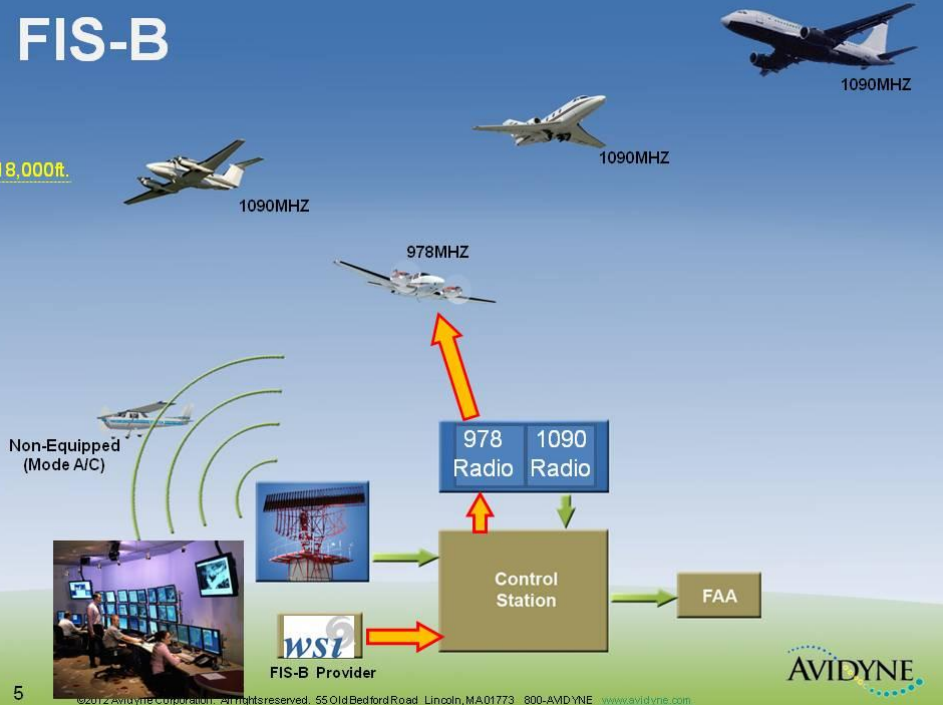 FIS-B
1090MHZ
1090MHZ
18,000ft.
1090MHZ
978MHZ
Non-Equipped
(Mode A/C)
978 1090
Radio Radio
Control
Station
FAA
wsi
FIS-B Provider
AVIDYNE
5
©2012 Avidyne Corporation. All rights reserved. 55 Old Bedford Road Lincoln, MA 01773 800-AVIDYNE www.avidyne.com